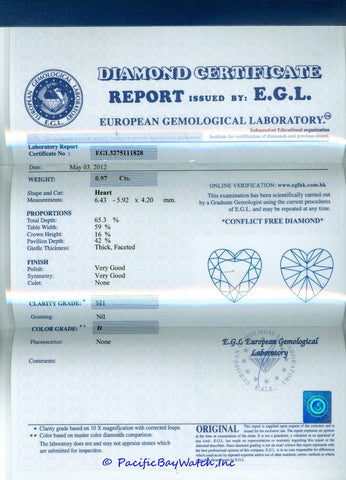 EUROPEAN GEMOLOGICAL LABORATORY
E.G.L.
DIAMOND CERTIFICATE
REPORT ISSUED BY: E.G.L.
EUROPEAN GEMOLOGICAL LABORATORY.
Independent Educational organization
Institute for certification of diamonds and precious stones
Laboratory Report
Certificate No.: EGL3275111828
Date: May 03, 2012
WEIGHT: 0.97 Cts.
Shape and Cut: Heart
Measurements: 6.43 - 5.92 x 4.20 mm.
PROPORTIONS
Total Depth: 65.3 %
Table Width: 59 %
Crown Height: 16 %
Pavilion Depth: 42 %
Girdle Thickness: Thick, Faceted
FINISH
Polish: Very Good
Symmetry: Very Good
Culet: None
CLARITY GRADE: * SI1
Graining: Nil
COLOR GRADE: ** D
Fluorescence: None
Comments:
* Clarity grade based on 10 X magnification with corrected loupe.
** Color based on master color diamonds comparison.
The laboratory does not and may not appraise stones which
are submitted for inspection.
ONLINE VERIFICATION: www.eglhk.com.hk
This examination has been scientifically carried out
by a Graduate Gemologist using the current procedures
of E.G.L. and may be repeated at any time.
*CONFLICT FREE DIAMOND*
E.G.L European Gemological
Laboratory
ORIGINAL
© PacificBayWatch,Inc